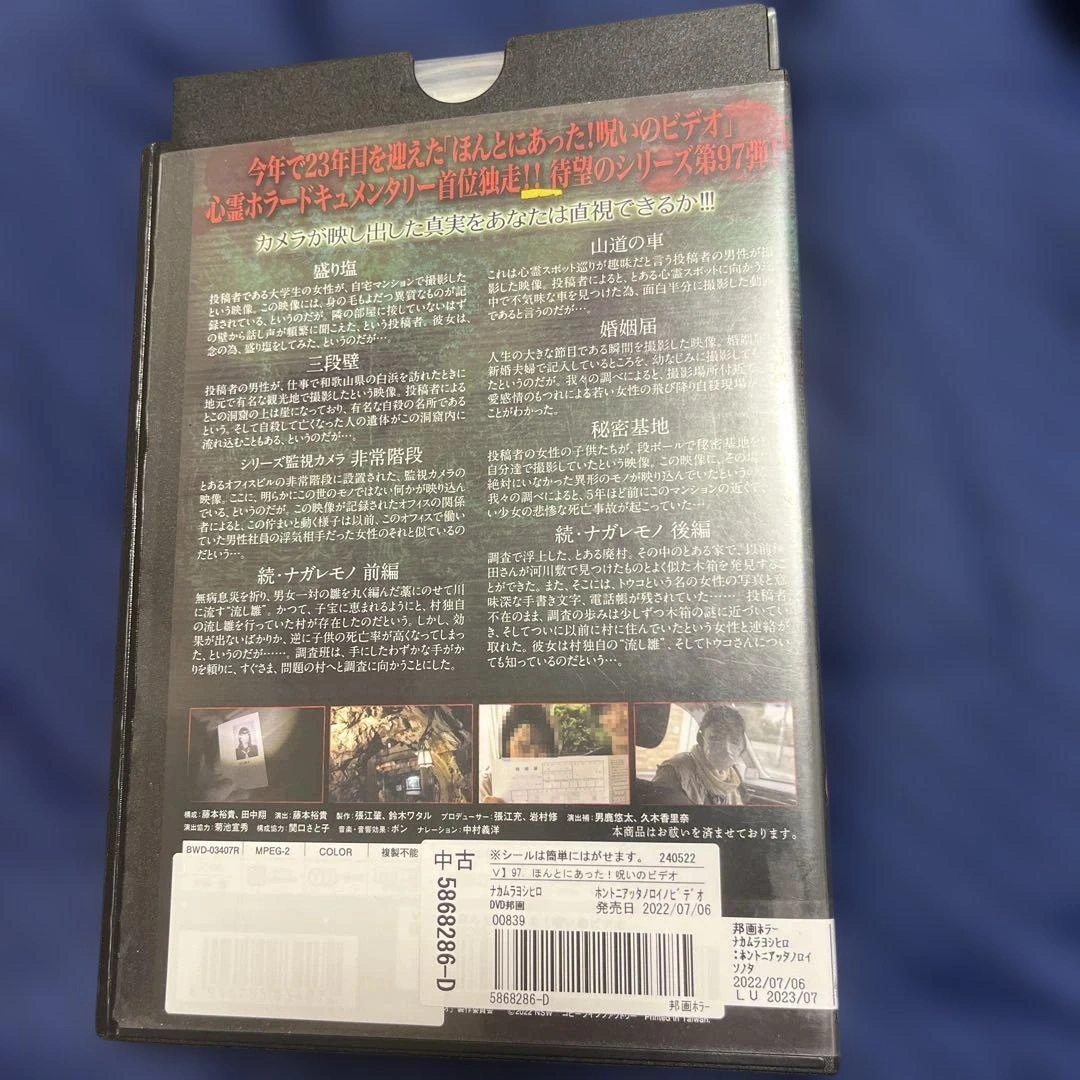 今年で23年目を迎えた「ほんとにあった!呪いのビデオ」
心霊ホラードキュメンタリー首位独走!! 待望のシリーズ第97弾!
カメラが映し出した真実をあなたは直視できるか!!!
盛り塩
投稿者である大学生の女性が、自宅マンションで撮影した
という映像。この映像には、身の毛もよだつ異質なものが記
録されている、というのだが、隣の部屋に接していないはず
の壁から話し声が頻繁に聞こえた、という投稿者。彼女は、
念の為、盛り塩をしてみた、というのだが…。
三段壁
投稿者の男性が、仕事で和歌山県の白浜を訪れたときに
地元で有名な観光地で撮影したという映像。投稿者による
とこの洞窟の上は崖になっており、有名な自殺の名所である
という。そして自殺して亡くなった人の遺体がこの洞窟内に
流れ込むこともある、というのだが…。
シリーズ監視カメラ 非常階段
とあるオフィスビルの非常階段に設置された、監視カメラの
映像。ここに、明らかにこの世のモノではない何かが映り込ん
でいる、というのだが。この映像が記録されたオフィスの関係
者によると、この佇まいと動く様子は以前、このオフィスで働い
ていた男性社員の浮気相手だった女性のそれと似ているの
だという…。
続・ナガレモノ 前編
無病息災を祈り、男女一対の雛を丸く編んだ藁にのせて川
に流す“流し雛”。かつて、子宝に恵まれるようにと、村独自
の流し雛を行っていた村が存在したのだという。しかし、効
果が出ないばかりか、逆に子供の死亡率が高くなってしまっ
た、というのだが……。調査班は、手にしたわずかな手がか
りを頼りに、すぐさま、問題の村へと調査に向かうことにした。
山道の車
これは心霊スポット巡りが趣味だと言う投稿者の男性が撮
影した映像。投稿者によると、とある心霊スポットに向かう
中で不気味な車を見つけた為、面白半分に撮影した動
であると言うのだが…。
婚姻届
人生の大きな節目である瞬間を撮影した映像。婚姻届
新婚夫婦で記入しているところを、幼なじみに撮影して
たというのだが。我々の調べによると、撮影場所付近で
愛感情のもつれによる若い女性の飛び降り自殺現場が
ことがわかった。
秘密基地
投稿者の女性の子供たちが、段ボールで秘密基地を
自分達で撮影していたという映像。この映像に、その場
絶対にいなかった異形のモノが映り込んでいたというの
我々の調べによると、5年ほど前にこのマンションの近くで
い少女の悲惨な死亡事故が起こっていた…。
続・ナガレモノ 後編
調査で浮上した、とある廃村。その中のとある家で、以前
田さんが河川敷で見つけたものとよく似た木箱を発見するこ
とができた。また、そこには、トウコという名の女性の写真と意
味深な手書き文字、電話帳が残されていた……。投稿者
不在のまま、調査の歩みは少しずつ木箱の謎に近づいてい
き、そしてついに以前に村に住んでいたという女性と連絡が
取れた。彼女は村独自の“流し雛”、そしてトウコさんについ
ても知っているのだという…。
構成:藤本裕貴、田中翔 演出:藤本裕貴 製作:張江肇、鈴木ワタル プロデューサー:張江充、岩村修 演出補:男鹿悠太、久木香里奈
演出協力:菊池宣秀 構成協力:関口さと子 音楽・音響効果:ボン ナレーション:中村義洋
本商品はお祓いを済ませております。
BWD-03407R MPEG-2 COLOR 複製不能
中古
5868286-D
※シールは簡単にはがせます。 240522
V】97. ほんとにあった!呪いのビデオ
ナカムラヨシヒロ ホントニアッタノロイノビデオ
DVD邦画 発売日 2022/07/06
00839
5868286-D
邦画ホラー
邦画ホラー
ナカムラヨシヒロ
:ホントニアッタノロイ
ソノタ
2022/07/06
LU 2023/07
製作委員会 ©2022 NSW コピーライツファクトリー Printed in Taiwan.